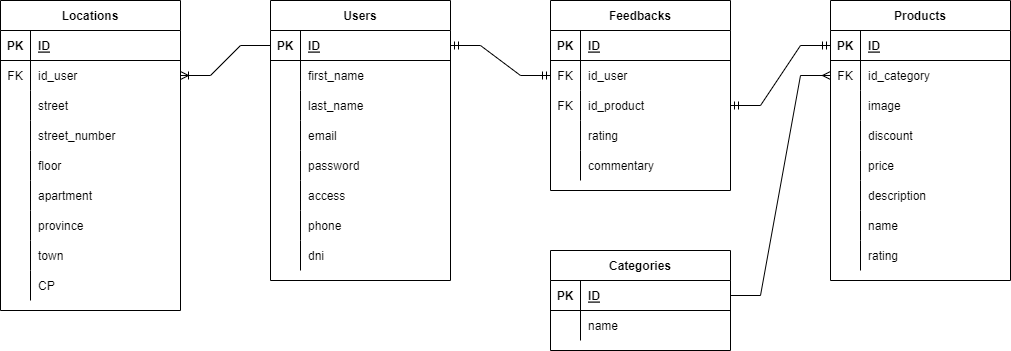 Locations
PK ID
FK id_user
street
street_number
floor
apartment
province
town
CP
Users
PK ID
first_name
last_name
email
password
access
phone
dni
Feedbacks
PK ID
FK id_user
FK id_product
rating
commentary
Categories
PK ID
name
Products
PK ID
FK id_category
image
discount
price
description
name
rating